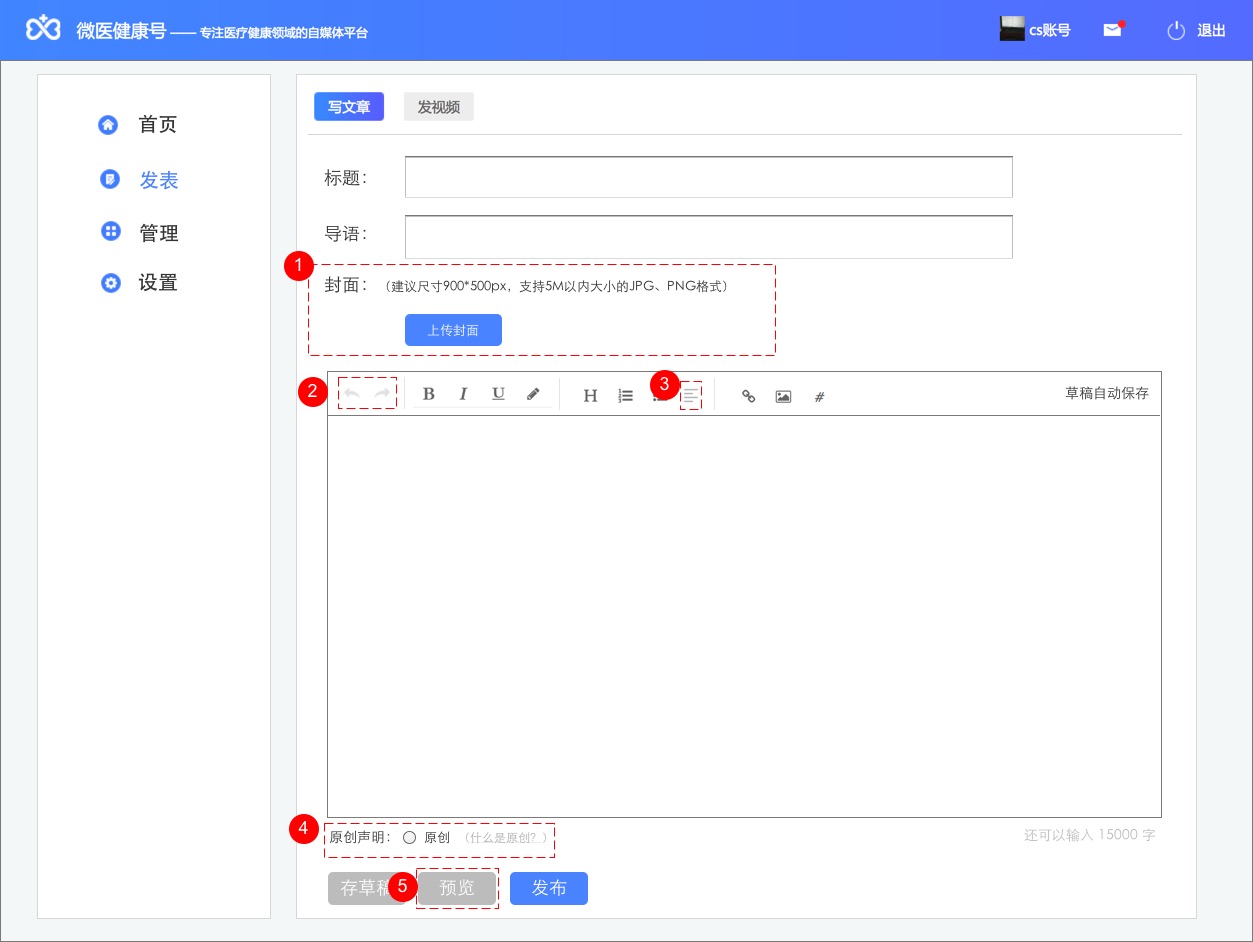 微医健康号 —— 专注医疗健康领域的自媒体平台
cs账号
退出
首页
发表
管理
设置
写文章 发视频
标题：
导语：
1
封面：（建议尺寸900*500px，支持5M以内大小的JPG、PNG格式）
上传封面
2
B I U H 3 #
草稿自动保存
4
原创声明： 原创 （什么是原创？）
还可以输入 15000 字
存草稿 5 预览 发布